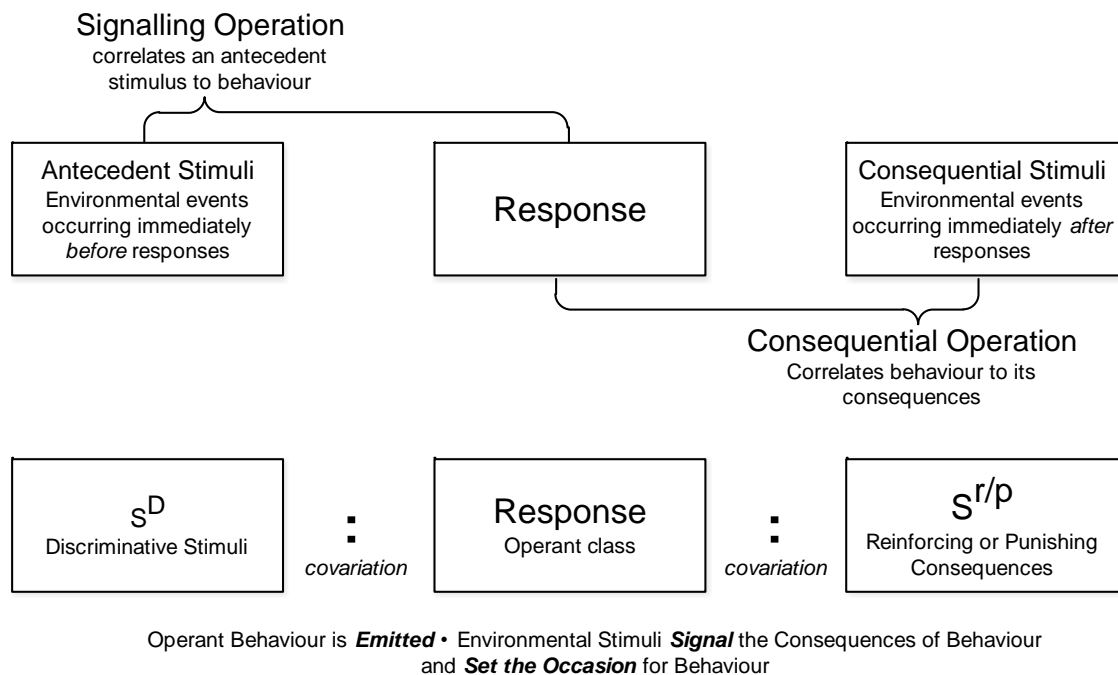 Signalling Operation
correlates an antecedent
stimulus to behaviour
Antecedent Stimuli
Environmental events
occurring immediately
before responses
Response
Consequential Stimuli
Environmental events
occurring immediately after
responses
Consequential Operation
Correlates behaviour to its
consequences
SD
Discriminative Stimuli
:
covariation
Response
Operant class
:
covariation
Sr/p
Reinforcing or Punishing
Consequences
Operant Behaviour is Emitted • Environmental Stimuli Signal the Consequences of Behaviour
and Set the Occasion for Behaviour